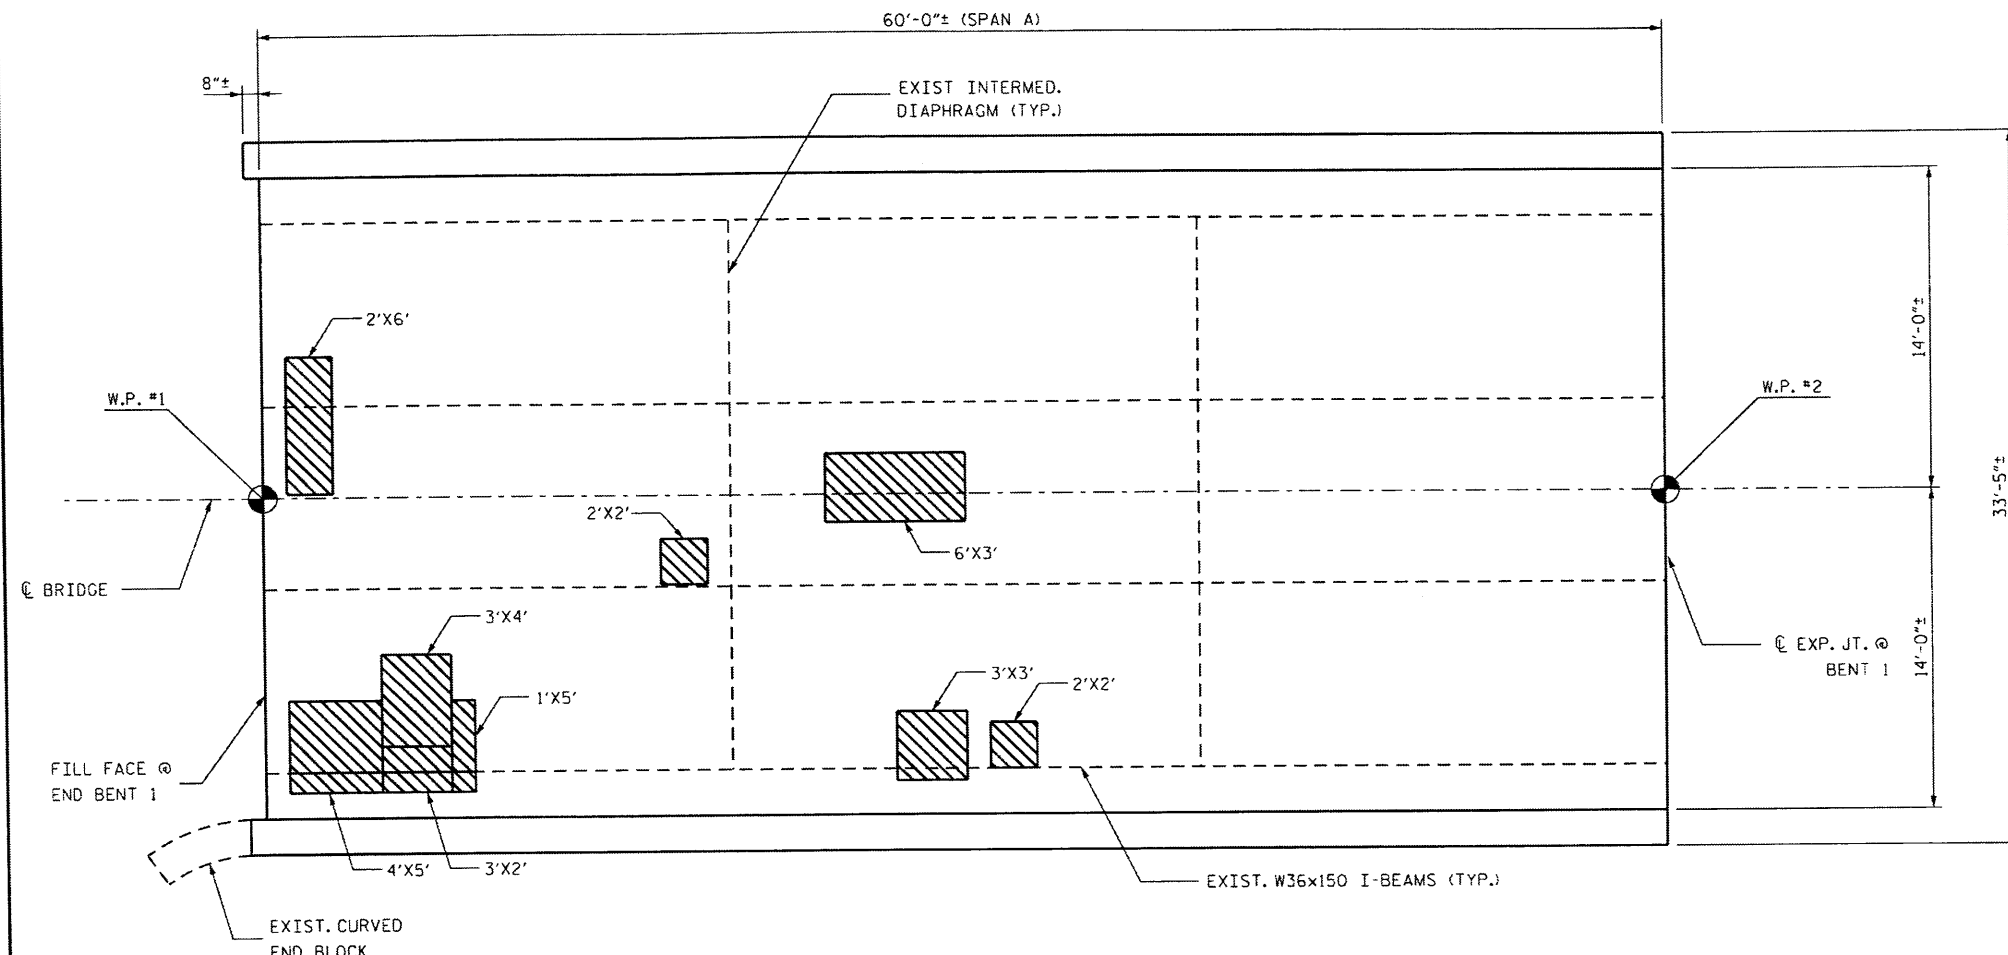 60'-0"± (SPAN A)
8"±
EXIST INTERMED.
DIAPHRAGM (TYP.)
2'X6'
14'-0"±
W.P. #1
W.P. #2
33'-5"±
2'X2'
6'X3'
℄ BRIDGE
3'X4'
℄ EXP. JT. @
BENT 1
14'-0"±
3'X3'
2'X2'
1'X5'
FILL FACE @
END BENT 1
4'X5'
3'X2'
EXIST. W36x150 I-BEAMS (TYP.)
EXIST. CURVED
END BLOCK